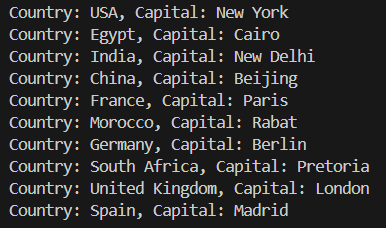 Country: USA, Capital: New York
Country: Egypt, Capital: Cairo
Country: India, Capital: New Delhi
Country: China, Capital: Beijing
Country: France, Capital: Paris
Country: Morocco, Capital: Rabat
Country: Germany, Capital: Berlin
Country: South Africa, Capital: Pretoria
Country: United Kingdom, Capital: London
Country: Spain, Capital: Madrid